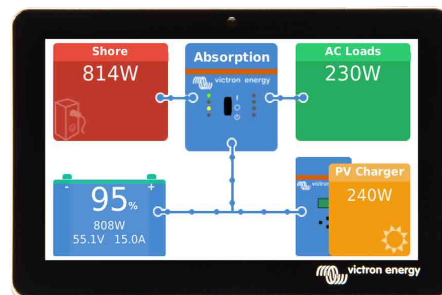 Shore
814W
Absorption
victron energy
AC Loads
230W
- +
95%
808W
55.1V 15.0A
PV Charger
240W
victron energy